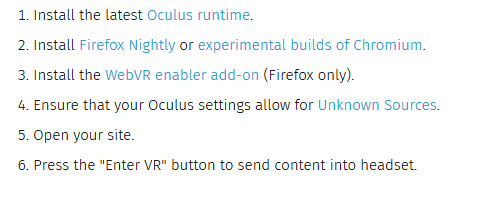 1. Install the latest Oculus runtime.
2. Install Firefox Nightly or experimental builds of Chromium.
3. Install the WebVR enabler add-on (Firefox only).
4. Ensure that your Oculus settings allow for Unknown Sources.
5. Open your site.
6. Press the "Enter VR" button to send content into headset.